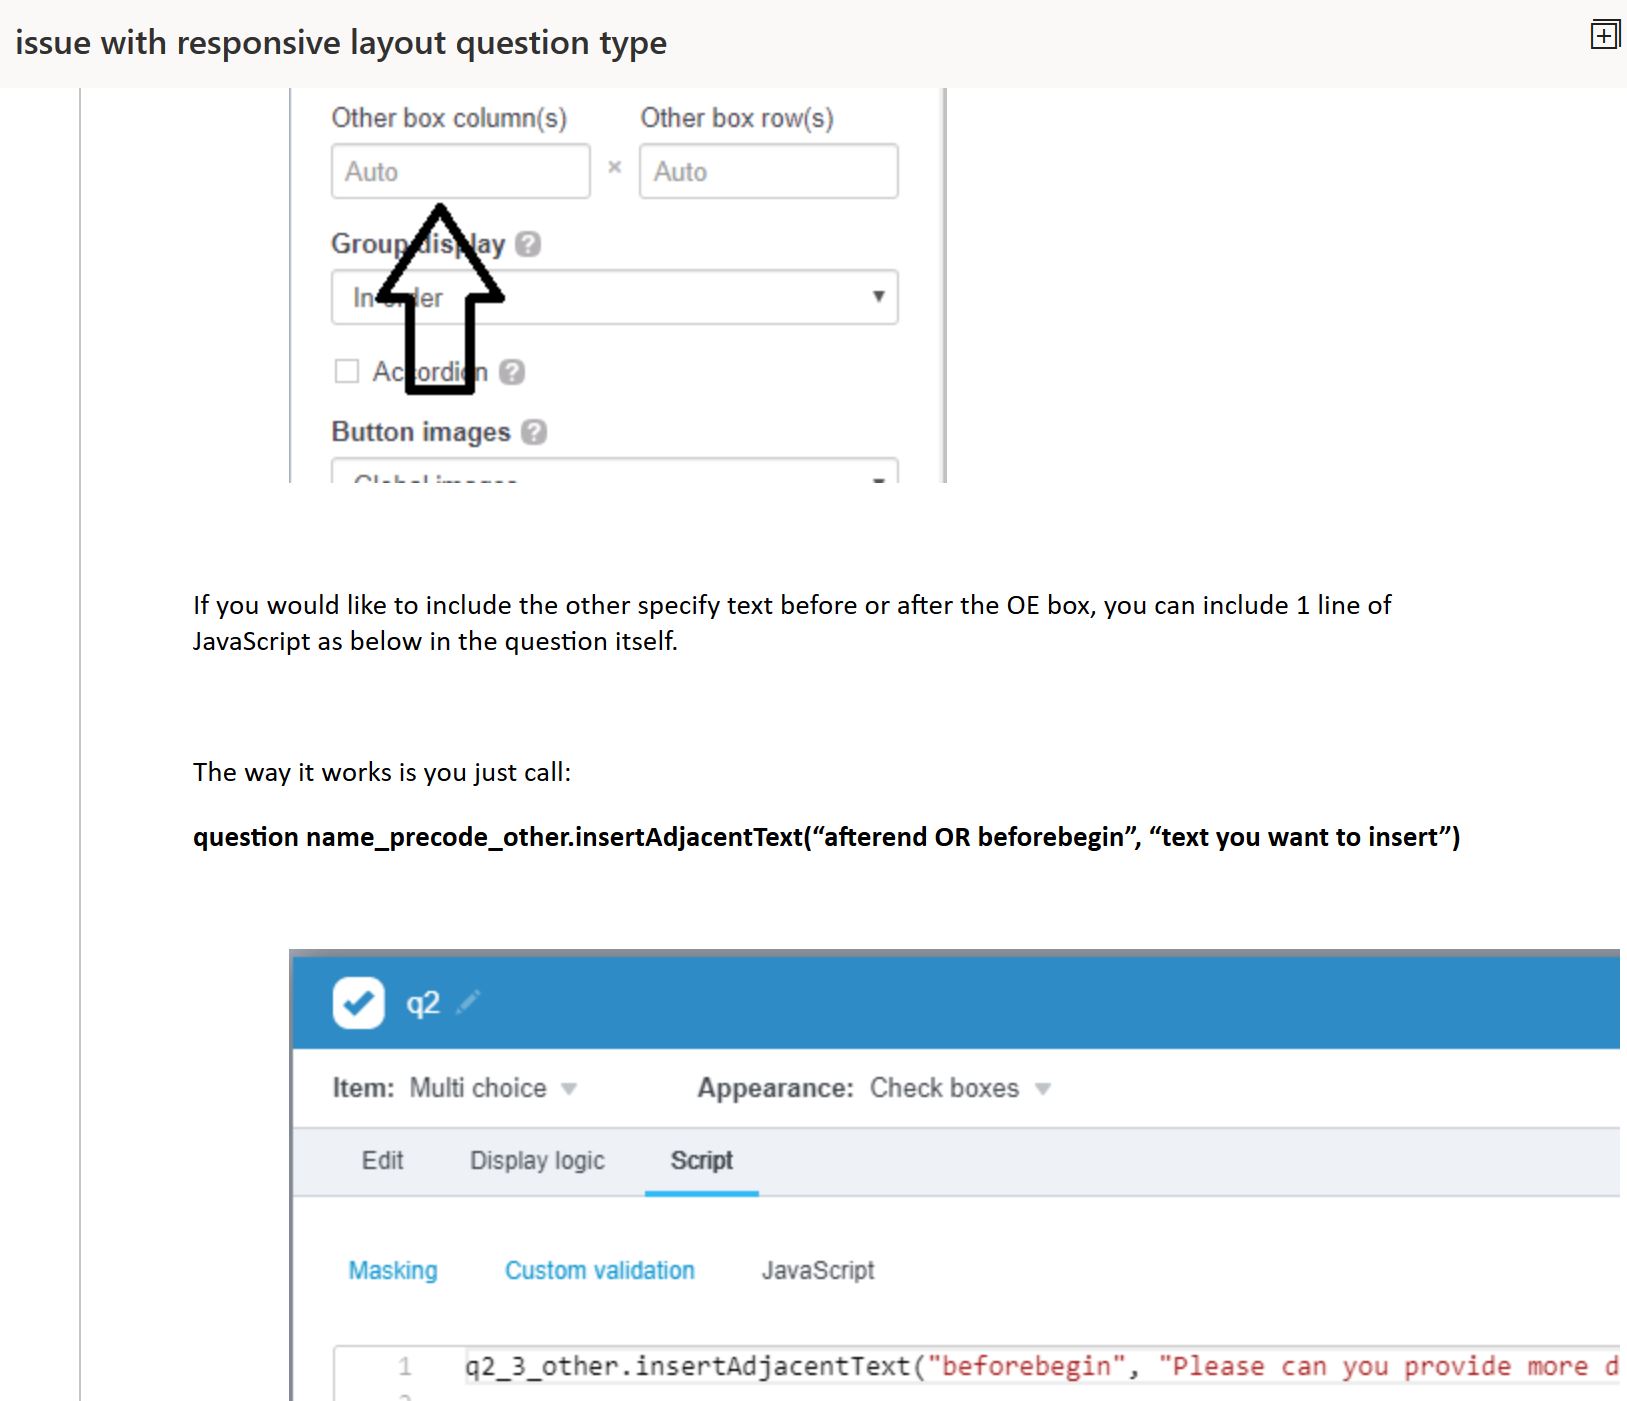 issue with responsive layout question type
Other box column(s) Other box row(s)
Auto × Auto
Group display ?
In order
Accordion ?
Button images ?
Global images
If you would like to include the other specify text before or after the OE box, you can include 1 line of
JavaScript as below in the question itself.
The way it works is you just call:
question name_precode_other.insertAdjacentText(“afterend OR beforebegin”, “text you want to insert”)
q2
Item: Multi choice Appearance: Check boxes
Edit Display logic Script
Masking Custom validation JavaScript
1 q2_3_other.insertAdjacentText("beforebegin", "Please can you provide more d